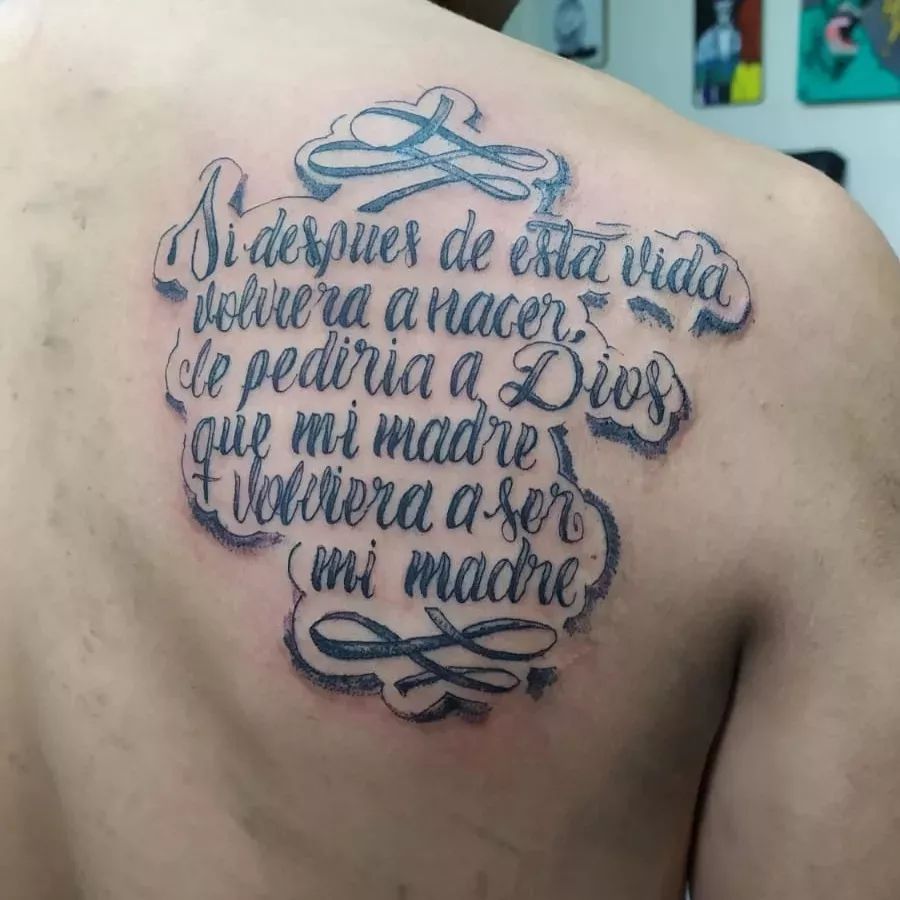 Si despues de esta vida
volviera a nacer,
le pediria a Dios
que mi madre
volviera a ser
mi madre